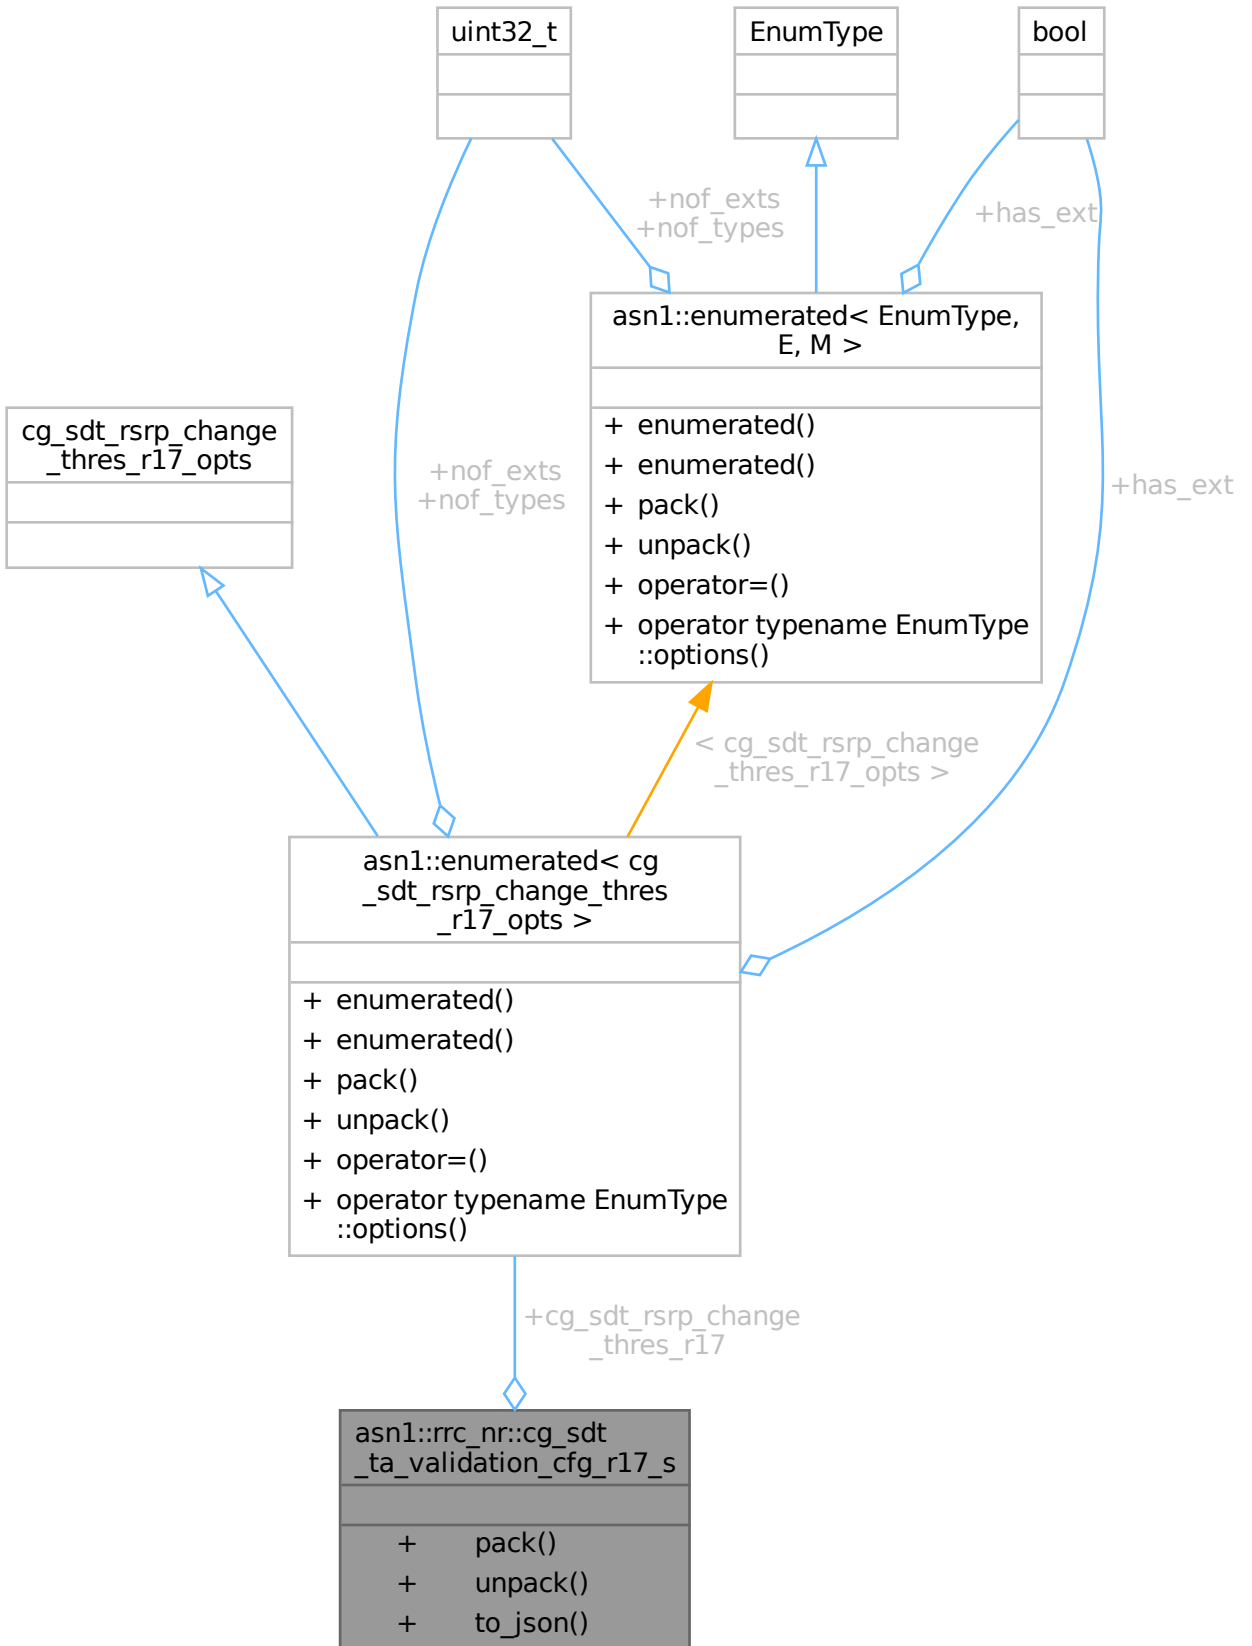 uint32_t
EnumType
bool
+nof_exts
+nof_types
+has_ext
asn1::enumerated< EnumType,
E, M >
+ enumerated()
+ enumerated()
+ pack()
+ unpack()
+ operator=()
+ operator typename EnumType
::options()
cg_sdt_rsrp_change
_thres_r17_opts
+nof_exts
+nof_types
+has_ext
< cg_sdt_rsrp_change
_thres_r17_opts >
asn1::enumerated< cg
_sdt_rsrp_change_thres
_r17_opts >
+ enumerated()
+ enumerated()
+ pack()
+ unpack()
+ operator=()
+ operator typename EnumType
::options()
+cg_sdt_rsrp_change
_thres_r17
asn1::rrc_nr::cg_sdt
_ta_validation_cfg_r17_s
+ pack()
+ unpack()
+ to_json()